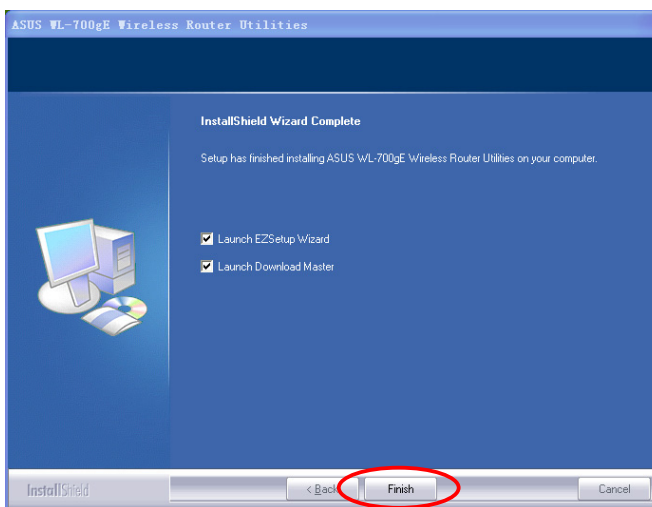 ASUS WL-700gE Wireless Router Utilities
InstallShield Wizard Complete
Setup has finished installing ASUS WL-700gE Wireless Router Utilities on your computer.
Launch EZSetup Wizard
Launch Download Master
InstallShield
< Back
Finish
Cancel